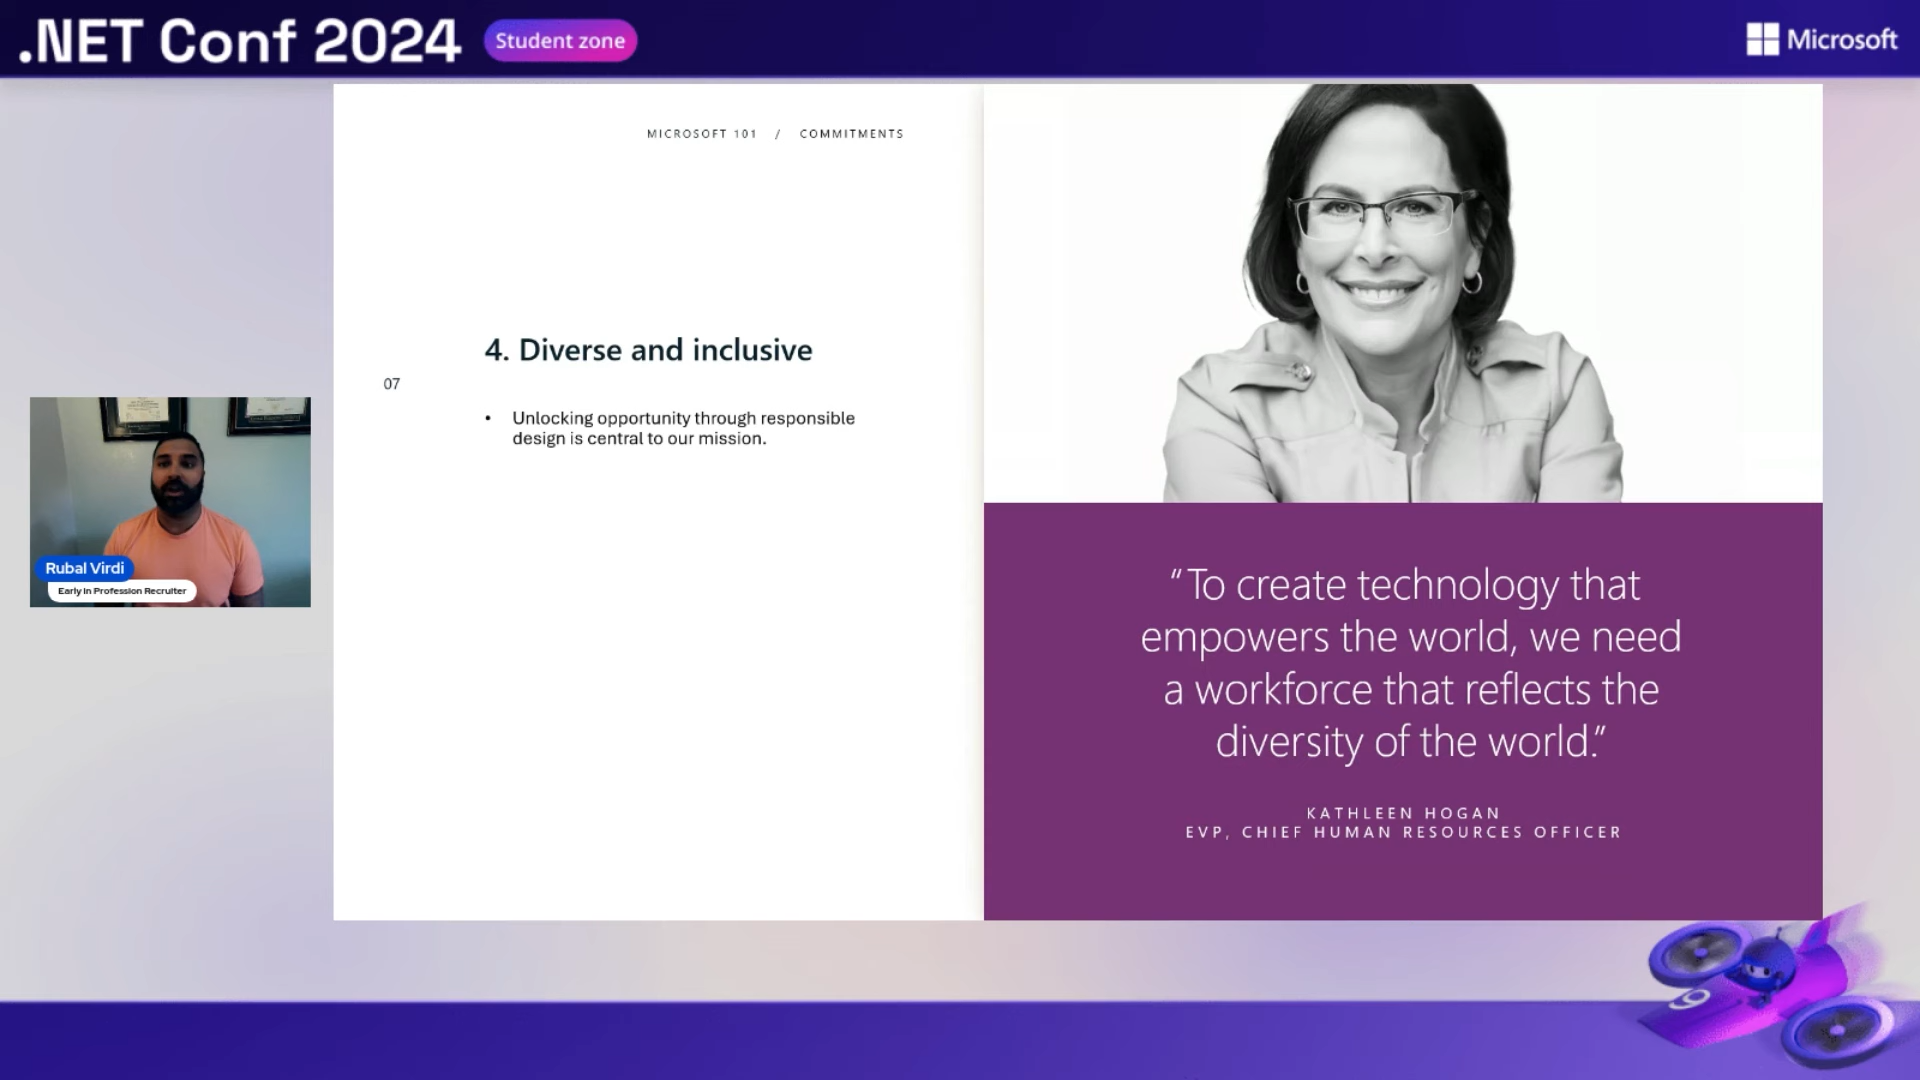 .NET Conf 2024
Student zone
Microsoft
MICROSOFT 101 / COMMITMENTS
4. Diverse and inclusive
07
• Unlocking opportunity through responsible
design is central to our mission.
Rubal Virdi
Early in Profession Recruiter
“To create technology that
empowers the world, we need
a workforce that reflects the
diversity of the world.”
KATHLEEN HOGAN
EVP, CHIEF HUMAN RESOURCES OFFICER
9